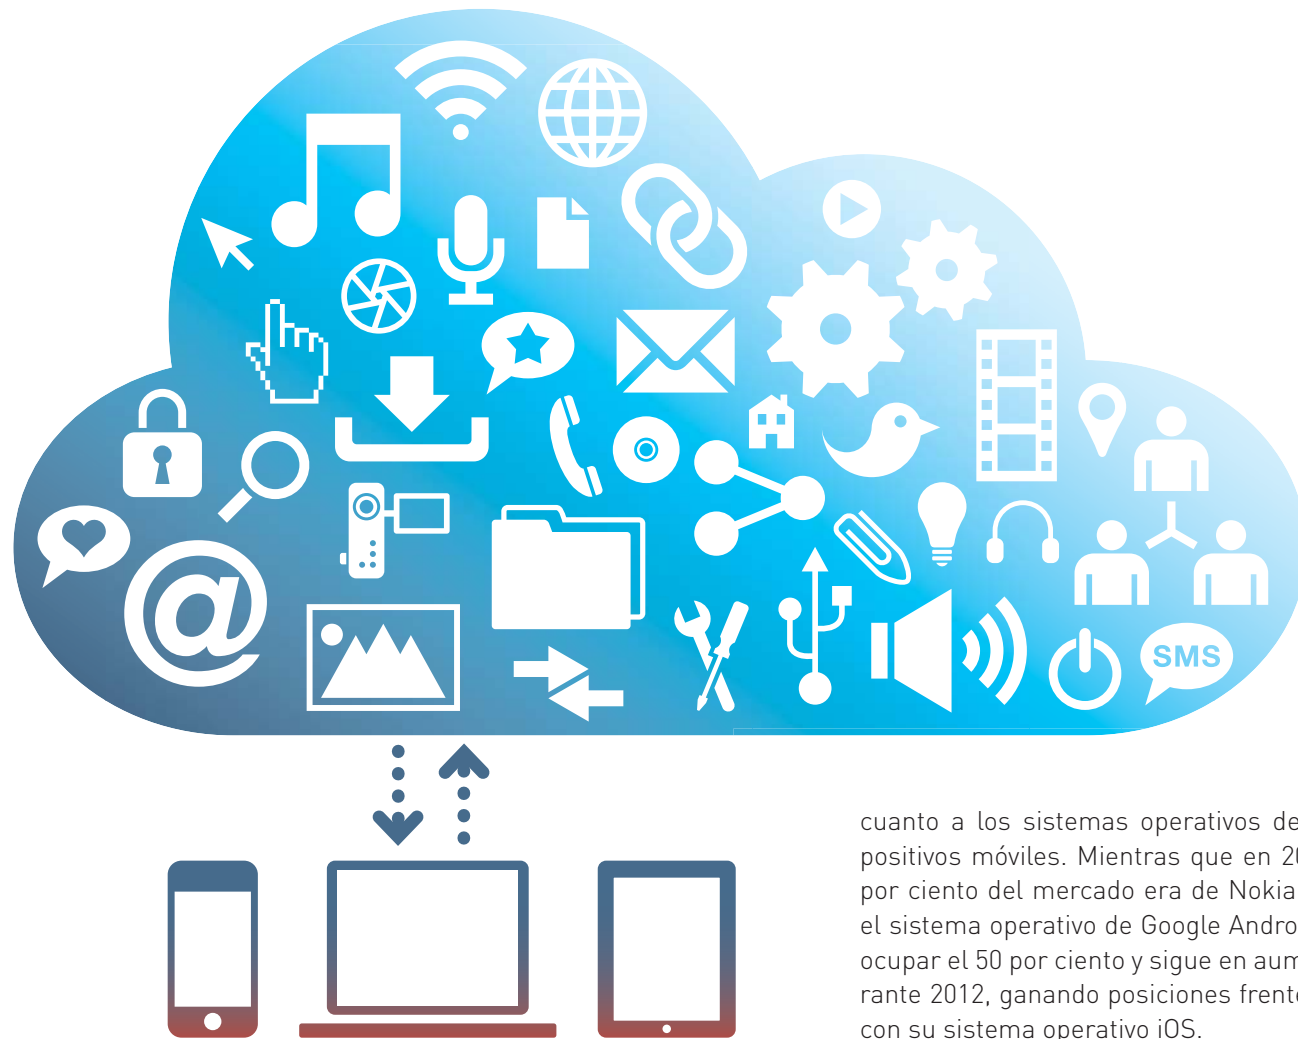 @
SMS
cuanto a los sistemas operativos de
positivos móviles. Mientras que en
por ciento del mercado era de Nokia
el sistema operativo de Google
ocupar el 50 por ciento y sigue en
rante 2012, ganando posiciones
con su sistema operativo iOS.